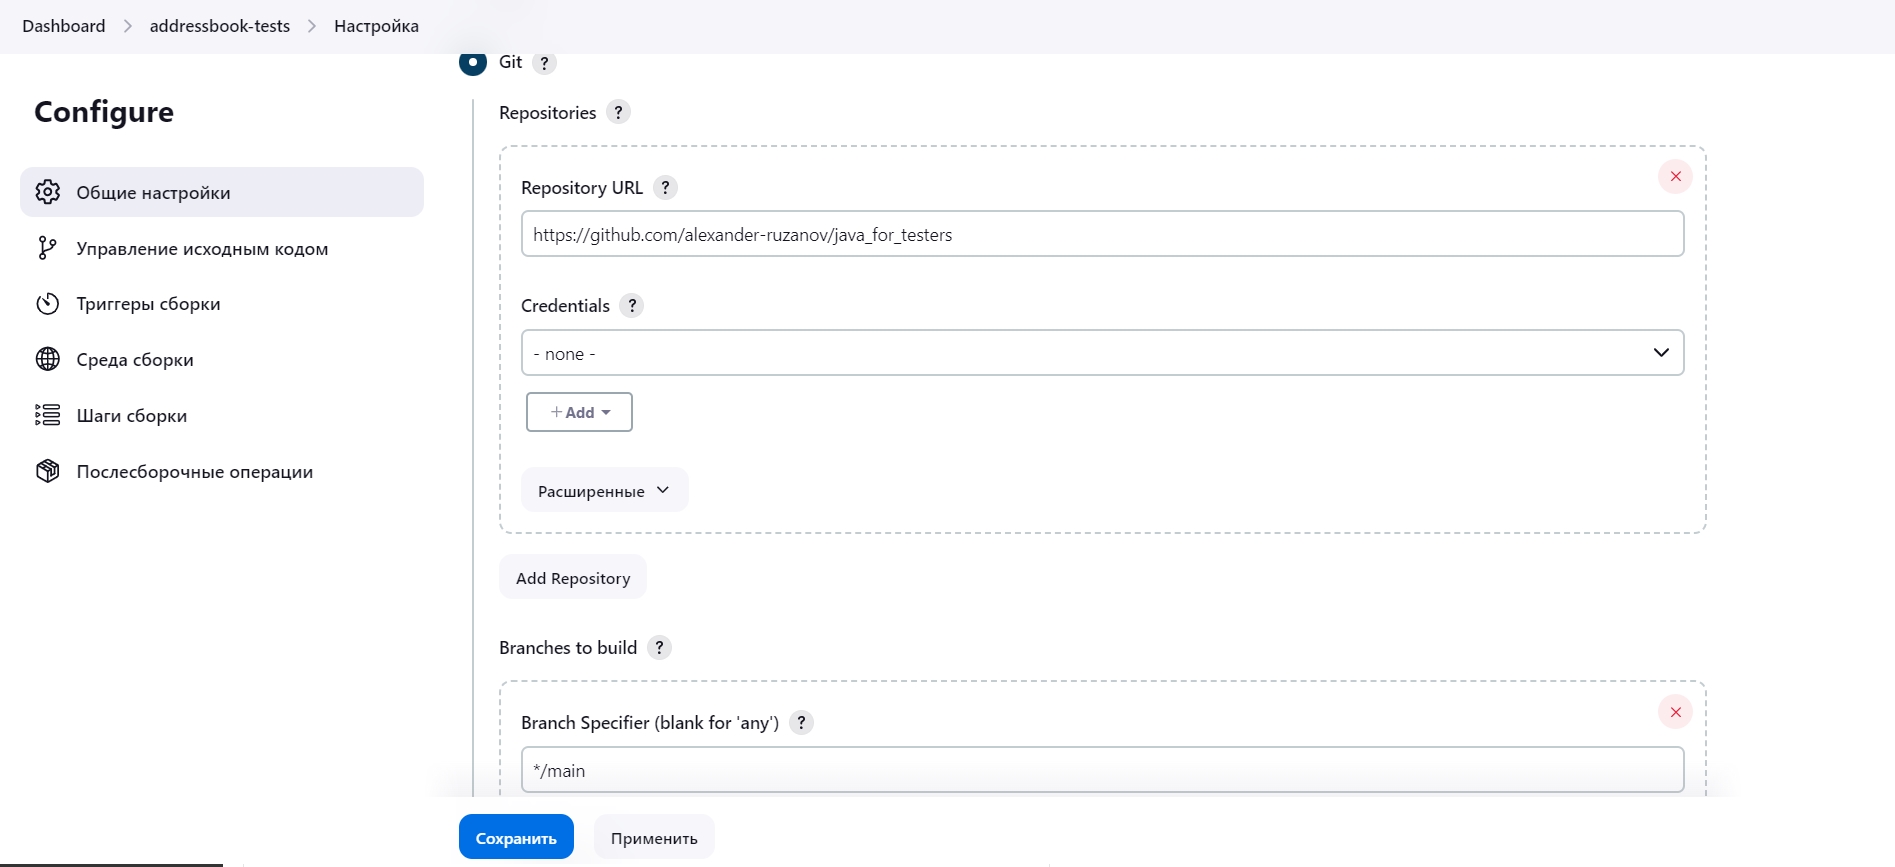 Dashboard > addressbook-tests > Настройка
Configure
Общие настройки
Управление исходным кодом
Триггеры сборки
Среда сборки
Шаги сборки
Послесборочные операции
Git ?
Repositories ?
Repository URL ?
https://github.com/alexander-ruzanov/java_for_testers
Credentials ?
- none -
+ Add
Расширенные
Add Repository
Branches to build ?
Branch Specifier (blank for 'any') ?
*/main
Сохранить
Применить